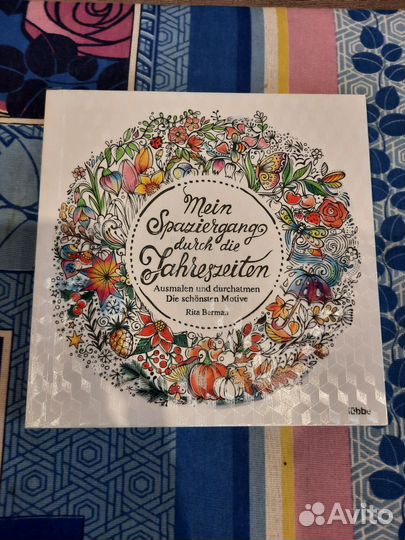 Mein
Spaziergang
durch die
Jahreszeiten
Ausmalen und durchatmen
Die schönsten Motive
Rita Berman
lübbe
Avito